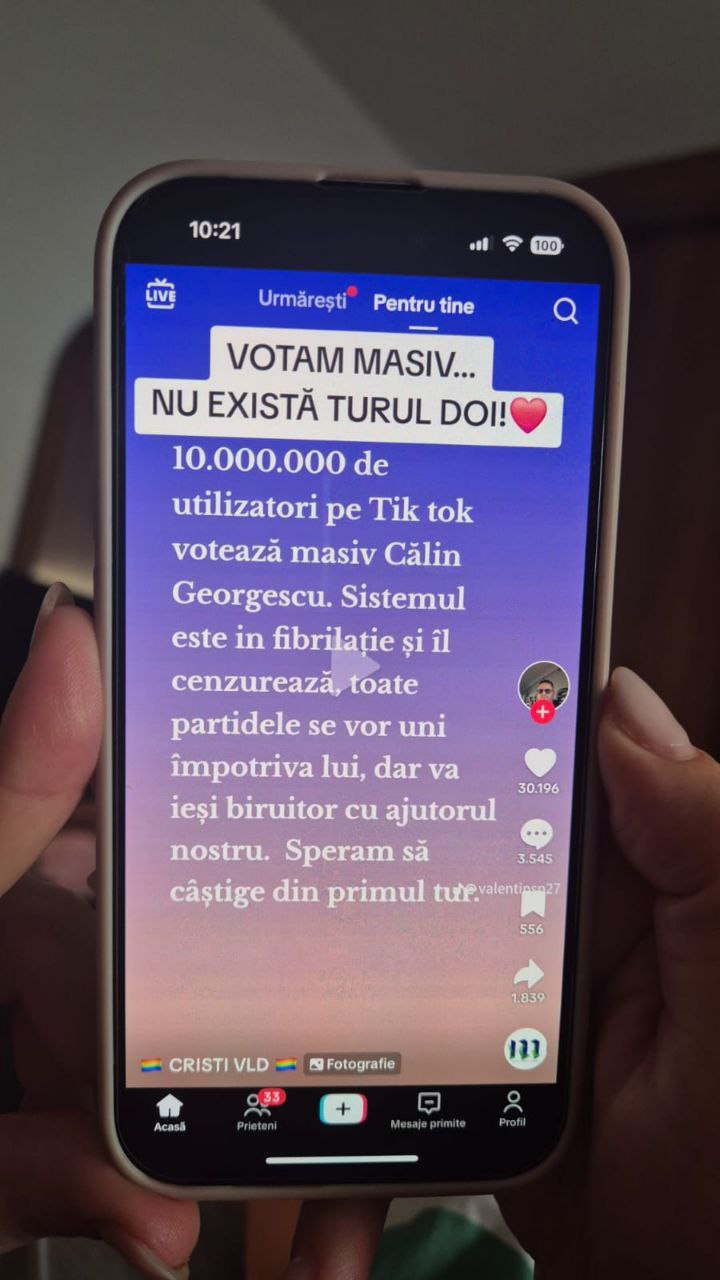 10:21
100
LIVE
Urmărești
Pentru tine
VOTAM MASIV...
NU EXISTĂ TURUL DOI!❤️
10.000.000 de
utilizatori pe Tik tok
votează masiv Călin
Georgescu. Sistemul
este in fibrilație și îl
cenzurează, toate
partidele se vor uni
împotriva lui, dar va
ieși biruitor cu ajutorul
nostru. Speram să
câștige din primul tur.
@valentinsn27
30.196
3.545
556
1.839
🏳️‍🌈 CRISTI VLD 🏳️‍🌈
Fotografie
Acasă
33
Prieteni
Mesaje primite
Profil